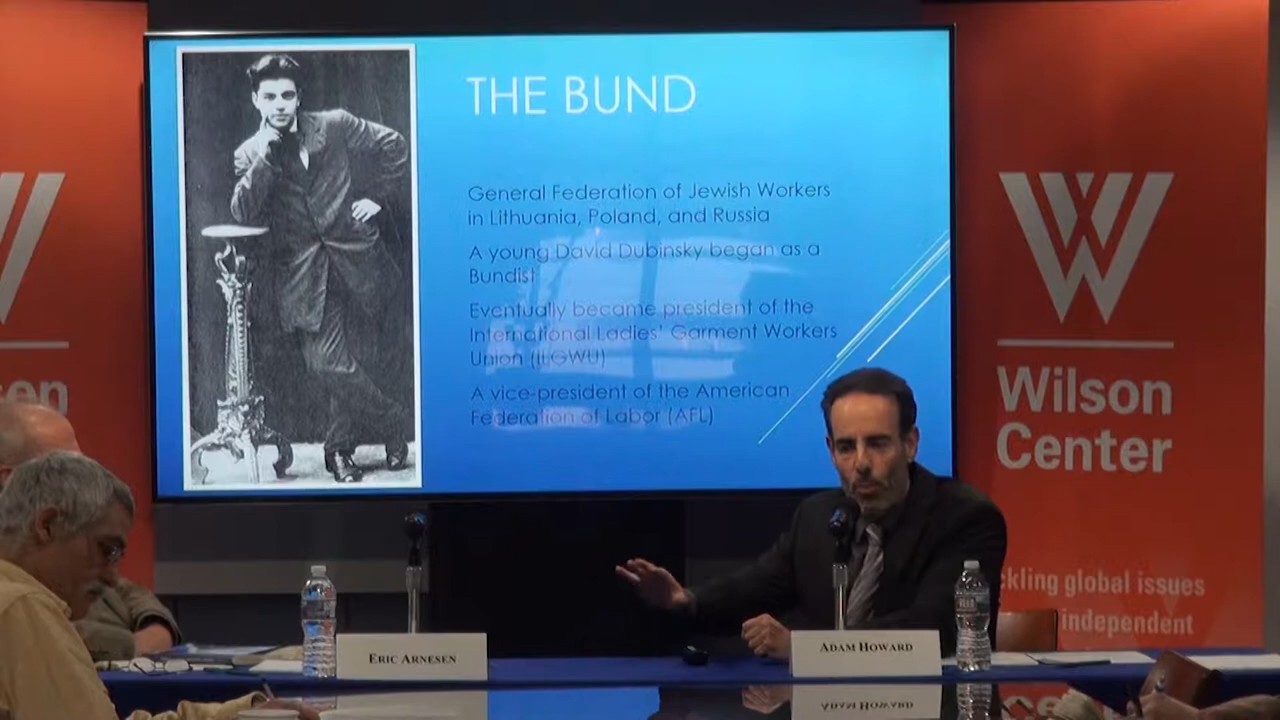 THE BUND
General Federation of Jewish Workers
in Lithuania, Poland, and Russia
A young David Dubinsky began as a
Bundist
Eventually became president of the
International Ladies' Garment Workers
Union (ILGWU)
A vice-president of the American
Federation of Labor (AFL)
Wilson
Center
ckling global issues
independent
sen
ERIC ARNESEN
ADAM HOWARD